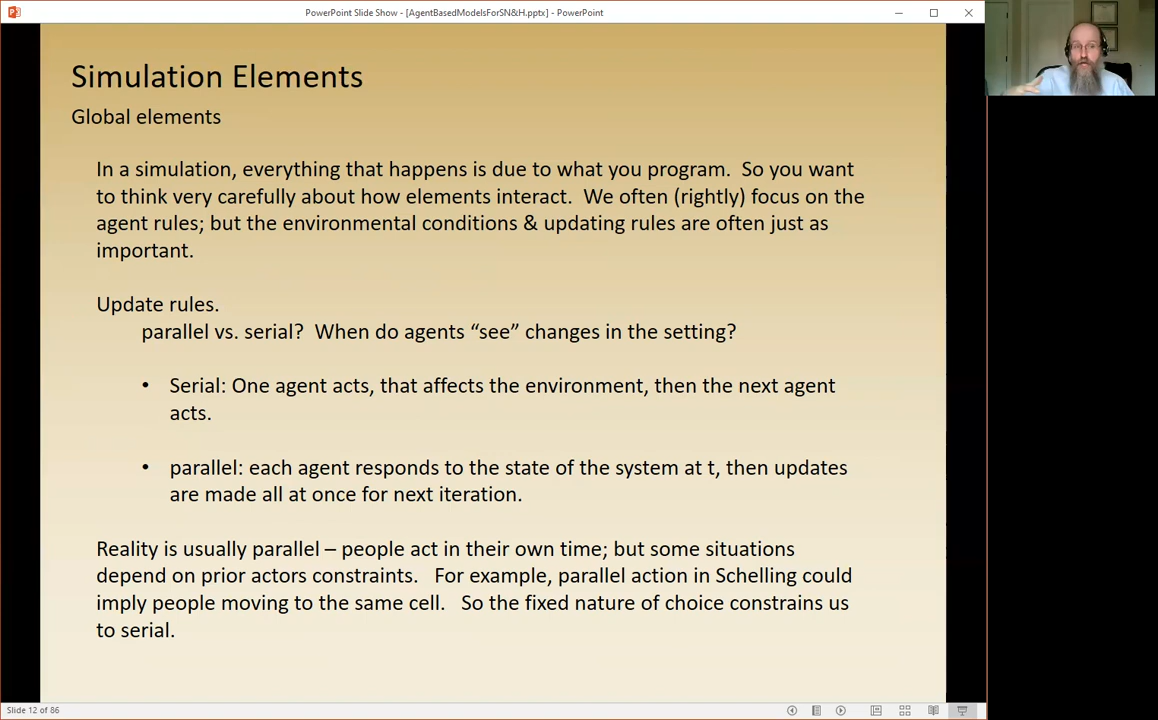 PowerPoint Slide Show - [AgentBasedModelsForSN&H.pptx] - PowerPoint
Simulation Elements
Global elements
In a simulation, everything that happens is due to what you program. So you want
to think very carefully about how elements interact. We often (rightly) focus on the
agent rules; but the environmental conditions & updating rules are often just as
important.
Update rules.
parallel vs. serial? When do agents “see” changes in the setting?
• Serial: One agent acts, that affects the environment, then the next agent
acts.
• parallel: each agent responds to the state of the system at t, then updates
are made all at once for next iteration.
Reality is usually parallel – people act in their own time; but some situations
depend on prior actors constraints. For example, parallel action in Schelling could
imply people moving to the same cell. So the fixed nature of choice constrains us
to serial.
Slide 12 of 86